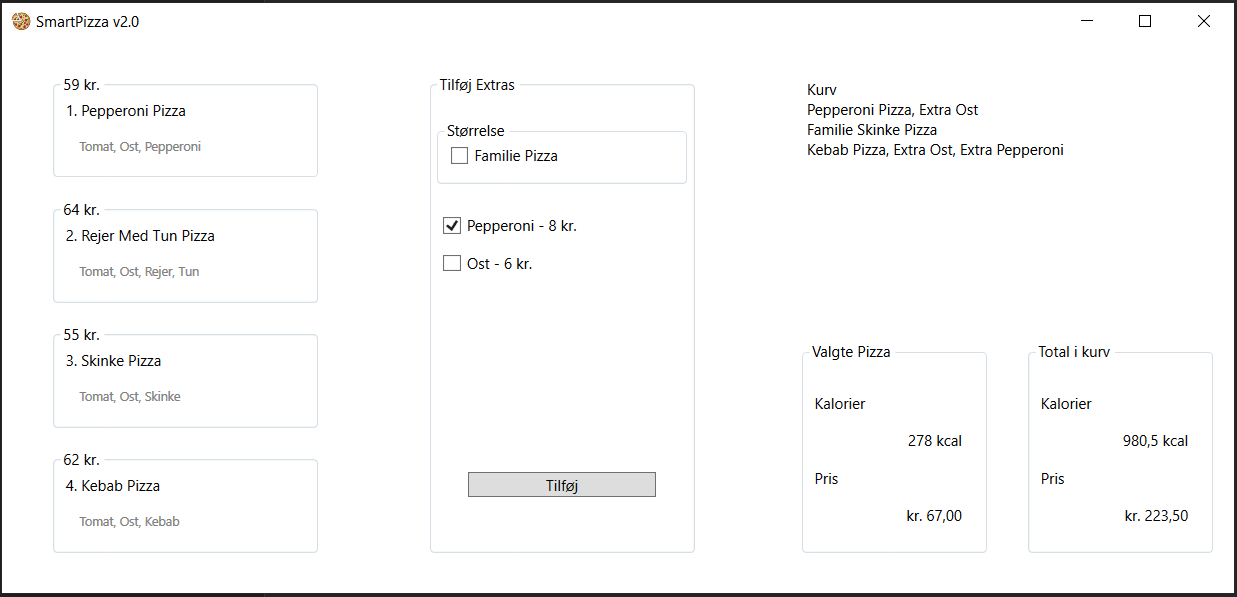 SmartPizza v2.0
59 kr.
1. Pepperoni Pizza
Tomat, Ost, Pepperoni
64 kr.
2. Rejer Med Tun Pizza
Tomat, Ost, Rejer, Tun
55 kr.
3. Skinke Pizza
Tomat, Ost, Skinke
62 kr.
4. Kebab Pizza
Tomat, Ost, Kebab
Tilføj Extras
Størrelse
Familie Pizza
Pepperoni - 8 kr.
Ost - 6 kr.
Tilføj
Kurv
Pepperoni Pizza, Extra Ost
Familie Skinke Pizza
Kebab Pizza, Extra Ost, Extra Pepperoni
Valgte Pizza
Kalorier
278 kcal
Pris
kr. 67,00
Total i kurv
Kalorier
980,5 kcal
Pris
kr. 223,50